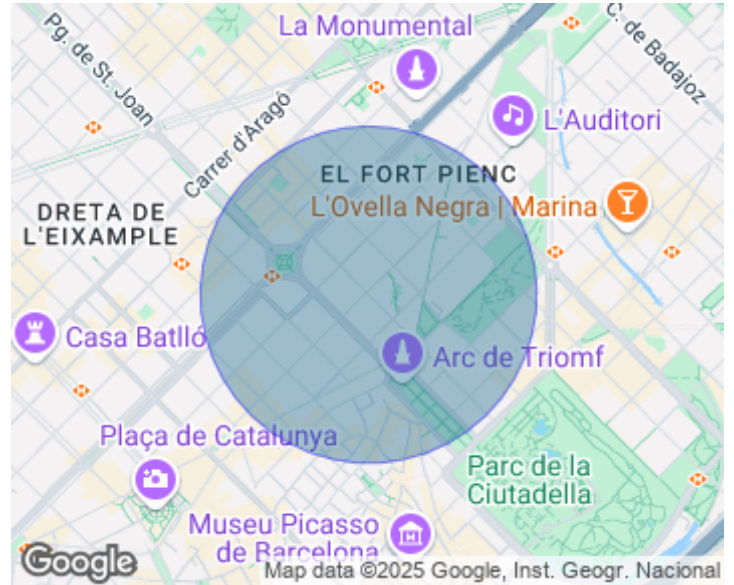 La Monumental
Pg. de St. Joan
C. de Badajoz
Carrer d'Aragó
L'Auditori
EL FORT PIENC
L'Ovella Negra | Marina
DRETA DE
L'EIXAMPLE
Casa Batlló
Arc de Triomf
Plaça de Catalunya
Parc de la
Ciutadella
Museu Picasso
de Barcelona
Google
Map data ©2025 Google, Inst. Geogr. Nacional